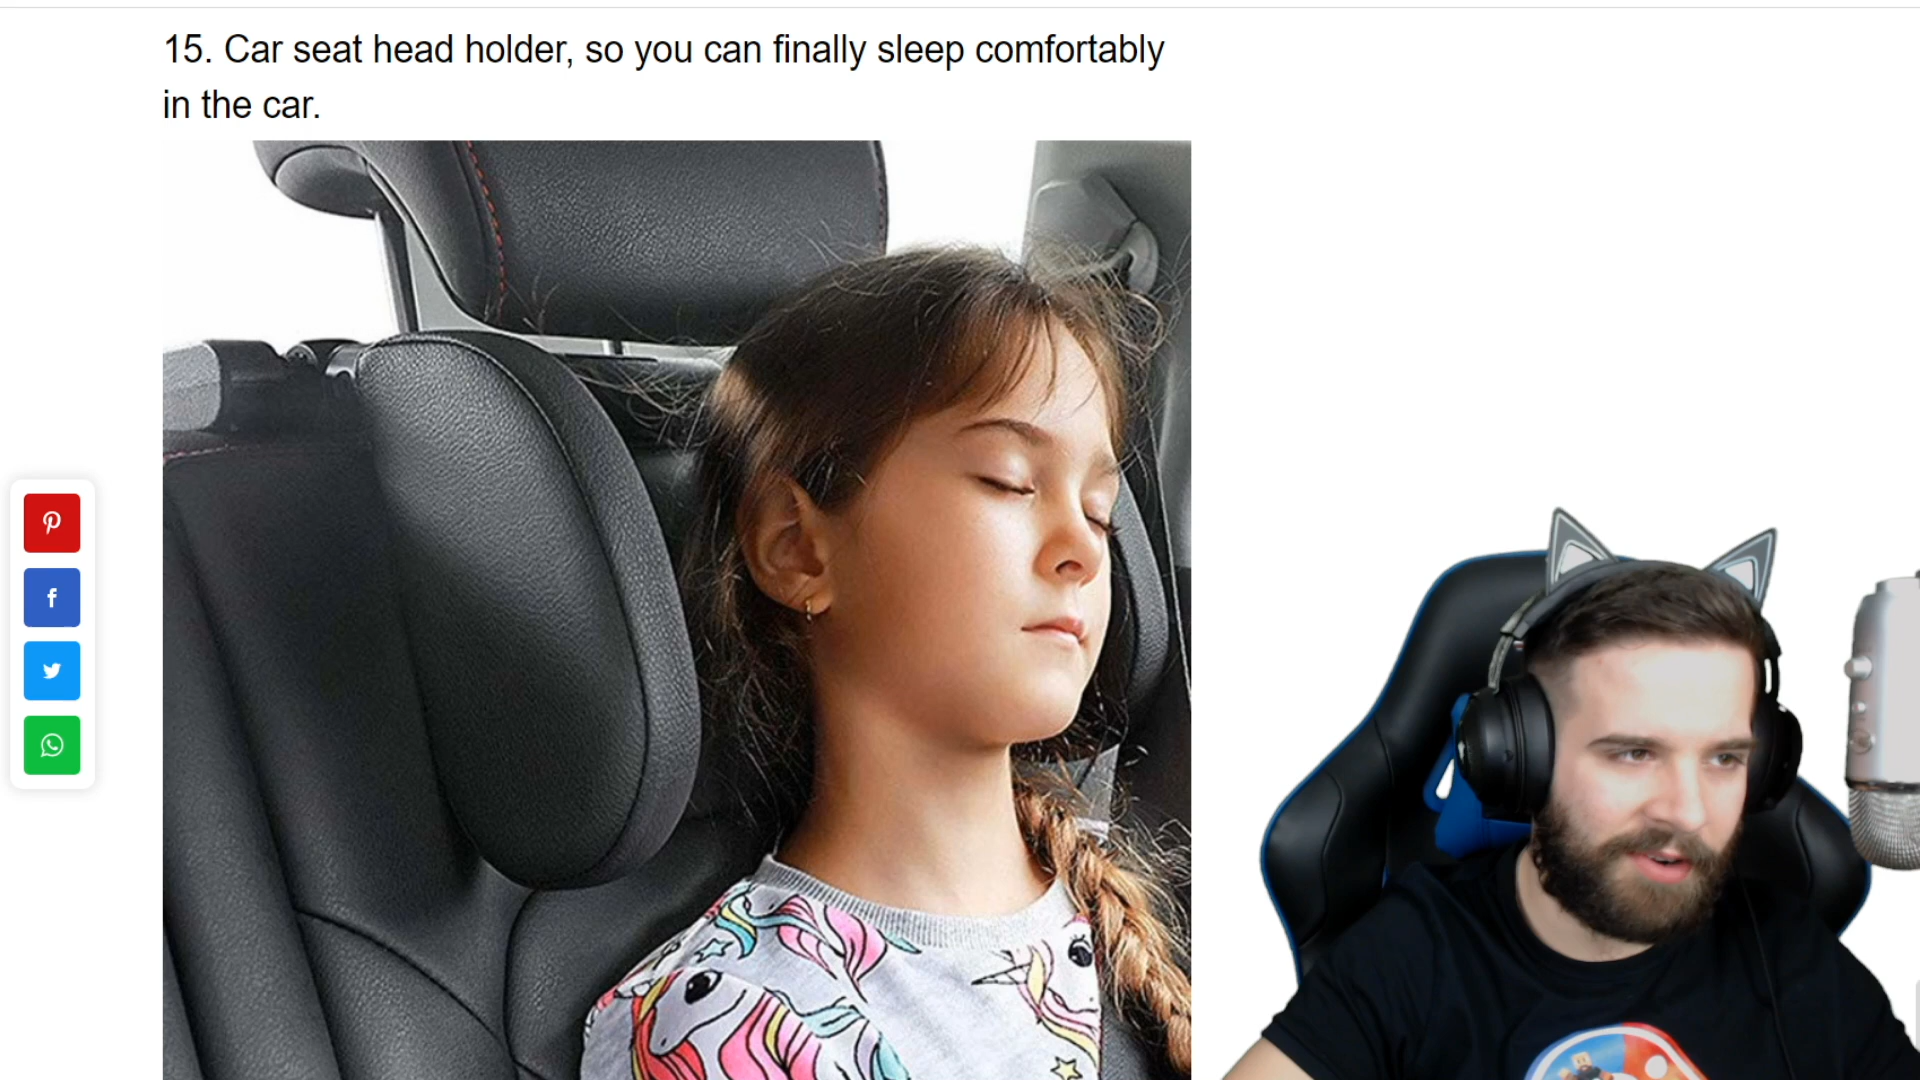 15. Car seat head holder, so you can finally sleep comfortably
in the car.